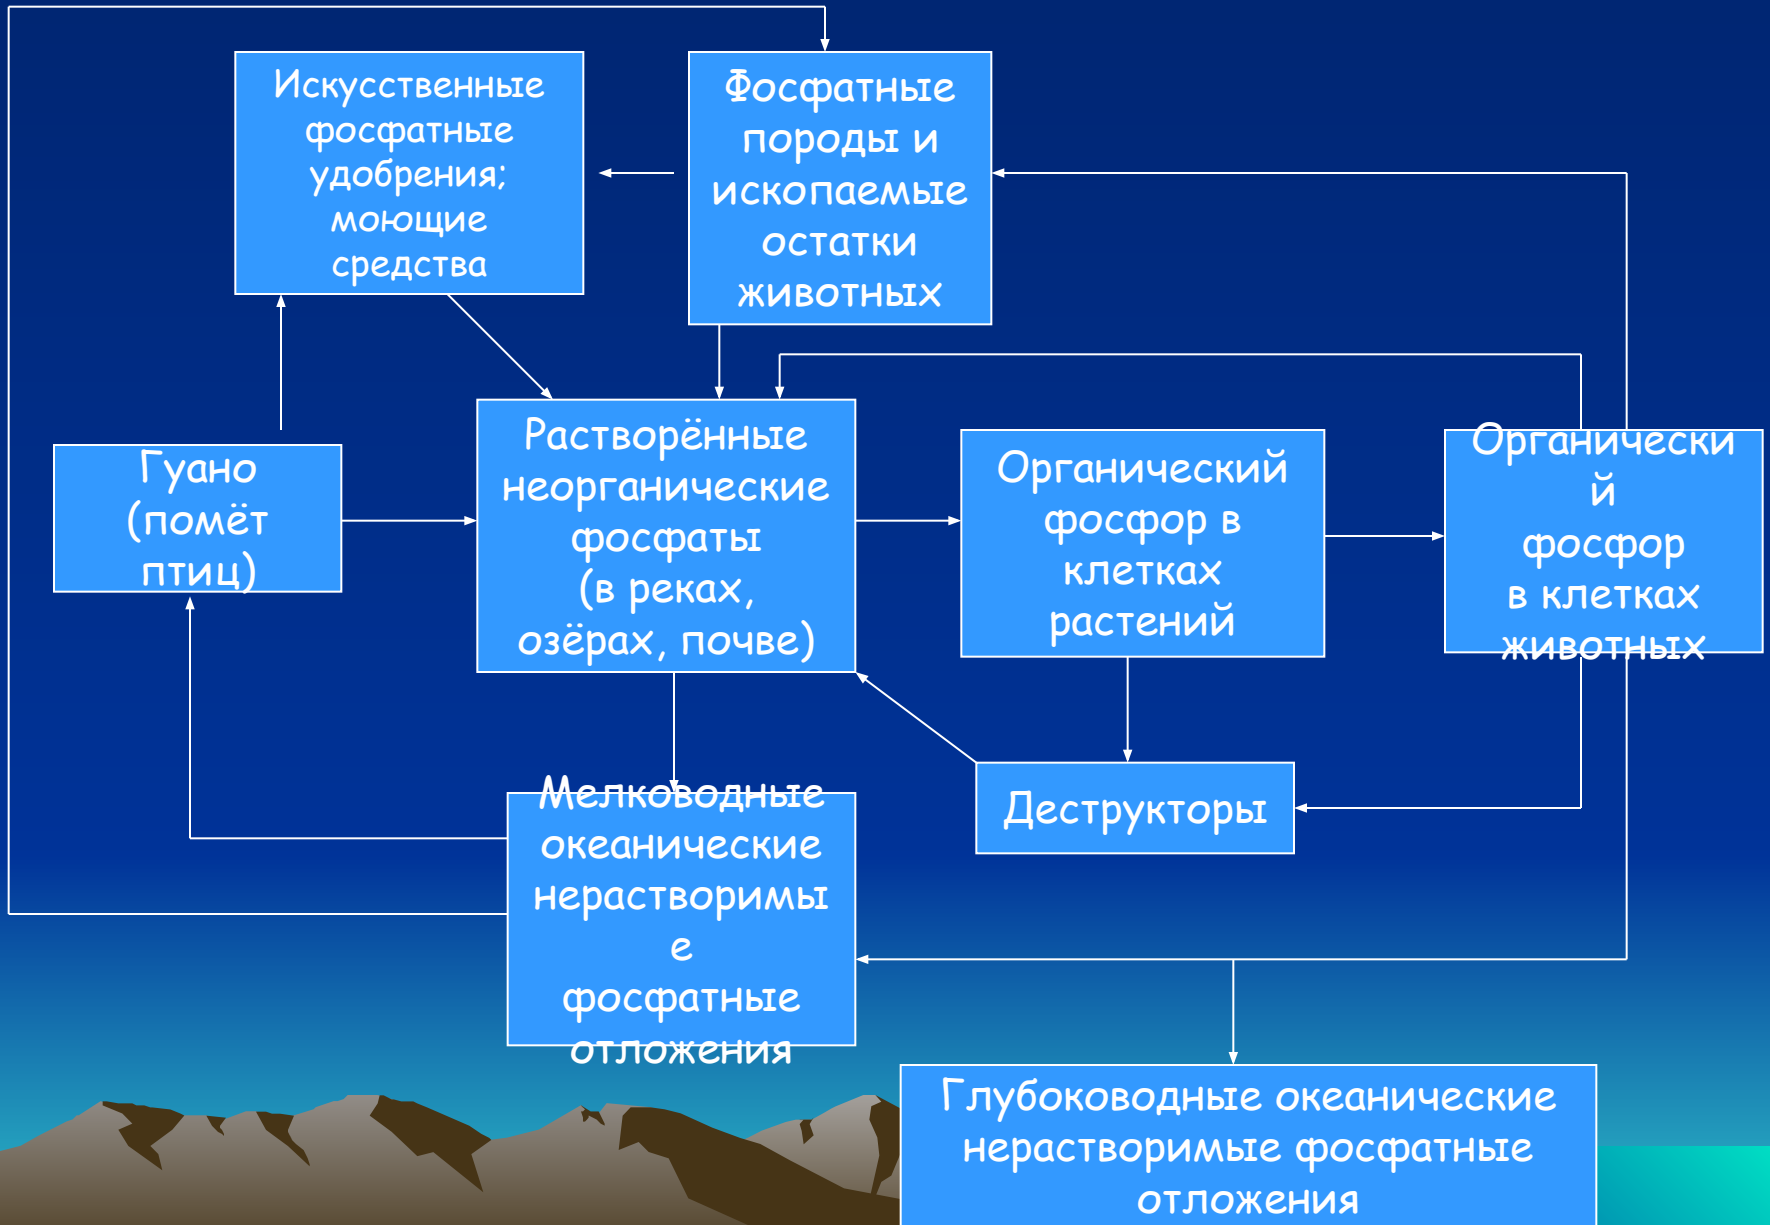 Искусственные
фосфатные
удобрения;
моющие
средства
Фосфатные
породы и
ископаемые
остатки
животных
Гуано
(помёт
птиц)
Растворённые
неорганические
фосфаты
(в реках,
озёрах, почве)
Органический
фосфор в
клетках
растений
Органически
й
фосфор
в клетках
животных
Деструкторы
Мелководные
океанические
нерастворимы
е
фосфатные
отложения
Глубоководные океанические
нерастворимые фосфатные
отложения